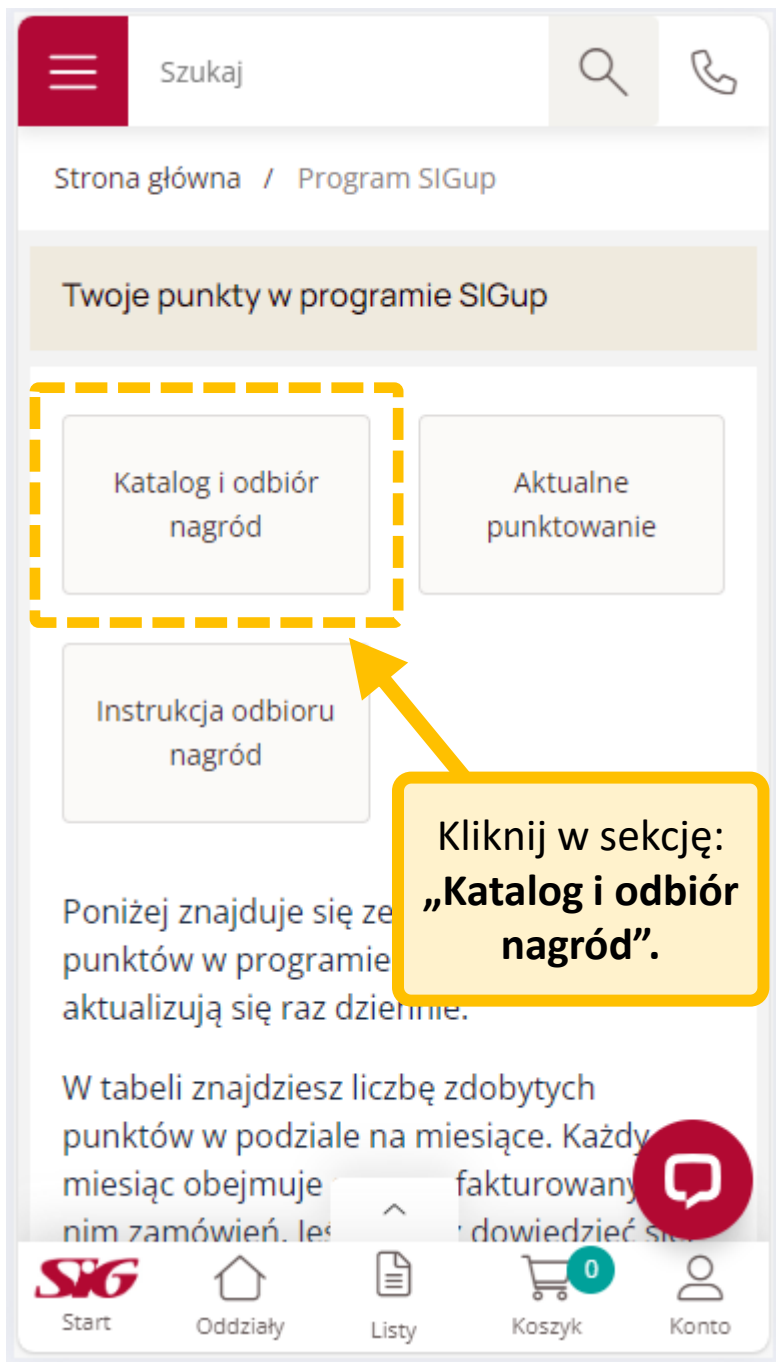 Szukaj
Strona główna / Program SIGup
Twoje punkty w programie SIGup
Katalog i odbiór
nagród
Aktualne
punktowanie
Instrukcja odbioru
nagród
Kliknij w sekcję:
„Katalog i odbiór
nagród”.
Poniżej znajduje się
punktów w programie
aktualizują się raz dziennie.
W tabeli znajdziesz liczbę zdobytych
punktów w podziale na miesiące. Każdy
miesiąc obejmuje
nim zamówień. dowiedzieć
SIG
Start
Oddziały
Listy
0
Koszyk
Konto